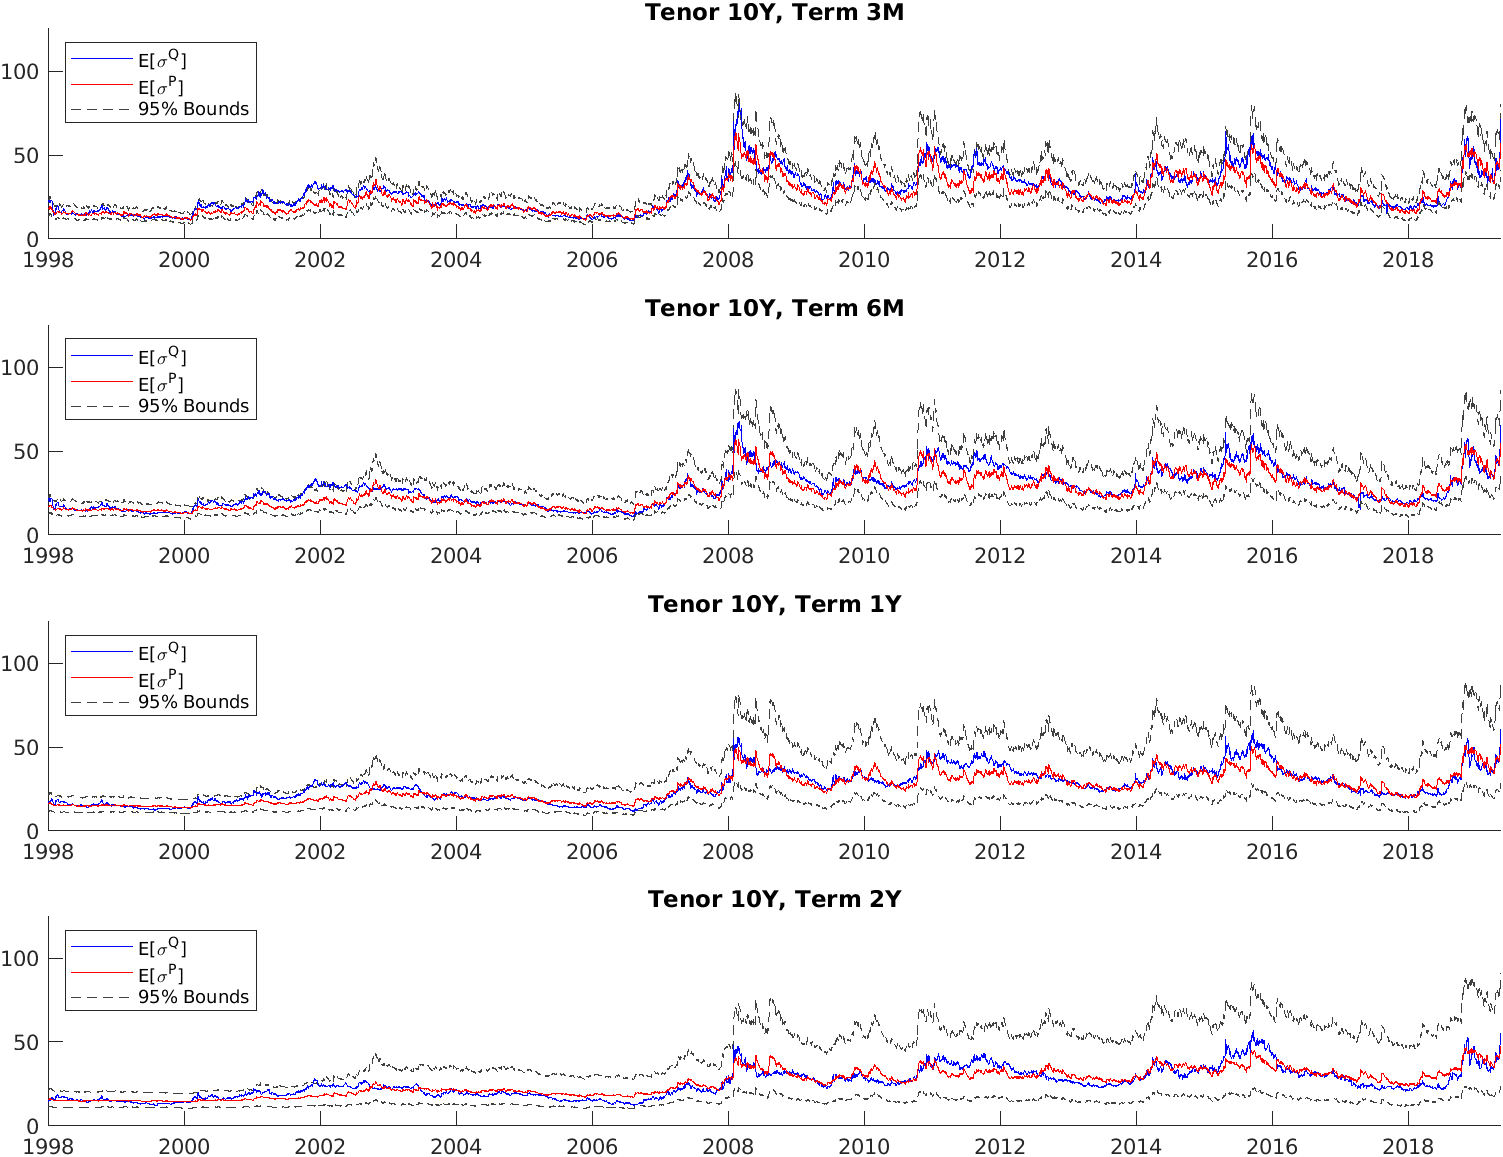 Tenor 10Y, Term 3M
E[σ^Q]
E[σ^P]
95% Bounds
100
50
0
1998 2000 2002 2004 2006 2008 2010 2012 2014 2016 2018
Tenor 10Y, Term 6M
E[σ^Q]
E[σ^P]
95% Bounds
100
50
0
1998 2000 2002 2004 2006 2008 2010 2012 2014 2016 2018
Tenor 10Y, Term 1Y
E[σ^Q]
E[σ^P]
95% Bounds
100
50
0
1998 2000 2002 2004 2006 2008 2010 2012 2014 2016 2018
Tenor 10Y, Term 2Y
E[σ^Q]
E[σ^P]
95% Bounds
100
50
0
1998 2000 2002 2004 2006 2008 2010 2012 2014 2016 2018